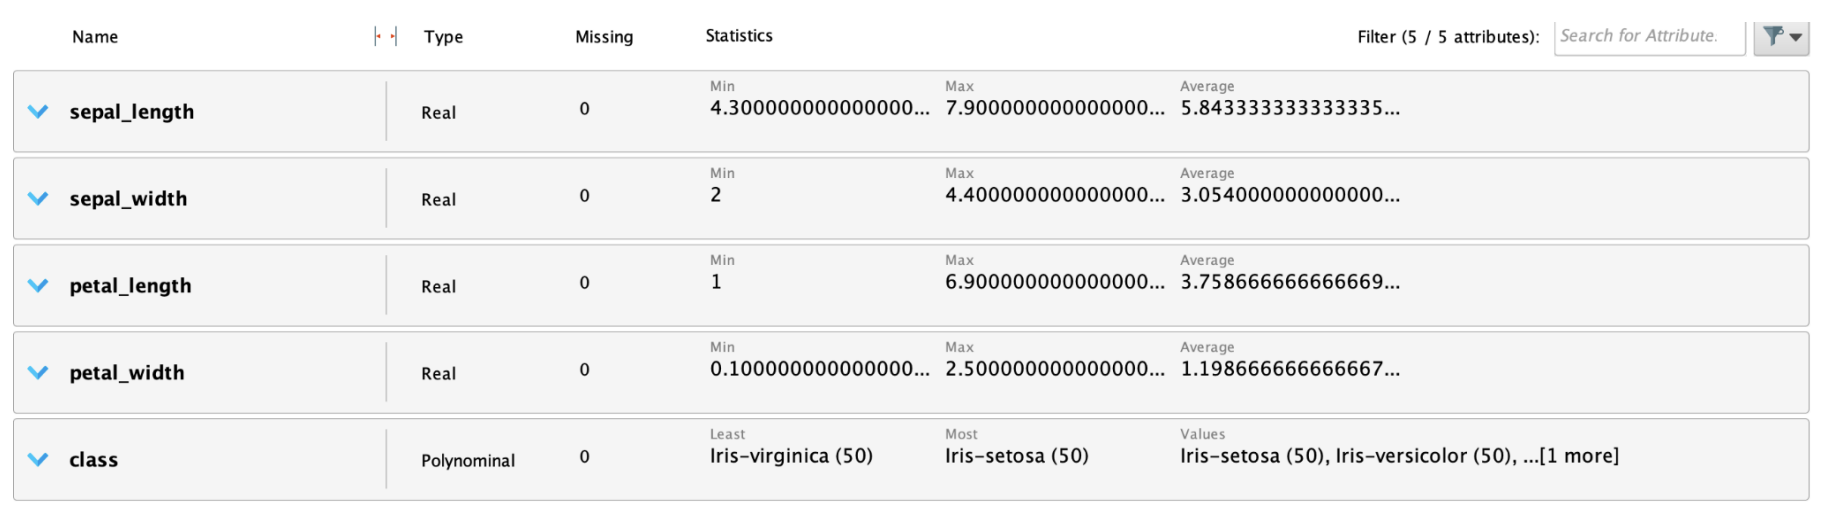 Name Type Missing Statistics Filter (5 / 5 attributes): Search for Attribute.
Min Max Average
sepal_length Real 0 4.300000000000000... 7.900000000000000... 5.843333333333335...
Min Max Average
sepal_width Real 0 2 4.400000000000000... 3.054000000000000...
Min Max Average
petal_length Real 0 1 6.900000000000000... 3.758666666666669...
Min Max Average
petal_width Real 0 0.100000000000000... 2.500000000000000... 1.198666666666667...
Least Most Values
class Polynominal 0 Iris-virginica (50) Iris-setosa (50) Iris-setosa (50), Iris-versicolor (50), ...[1 more]